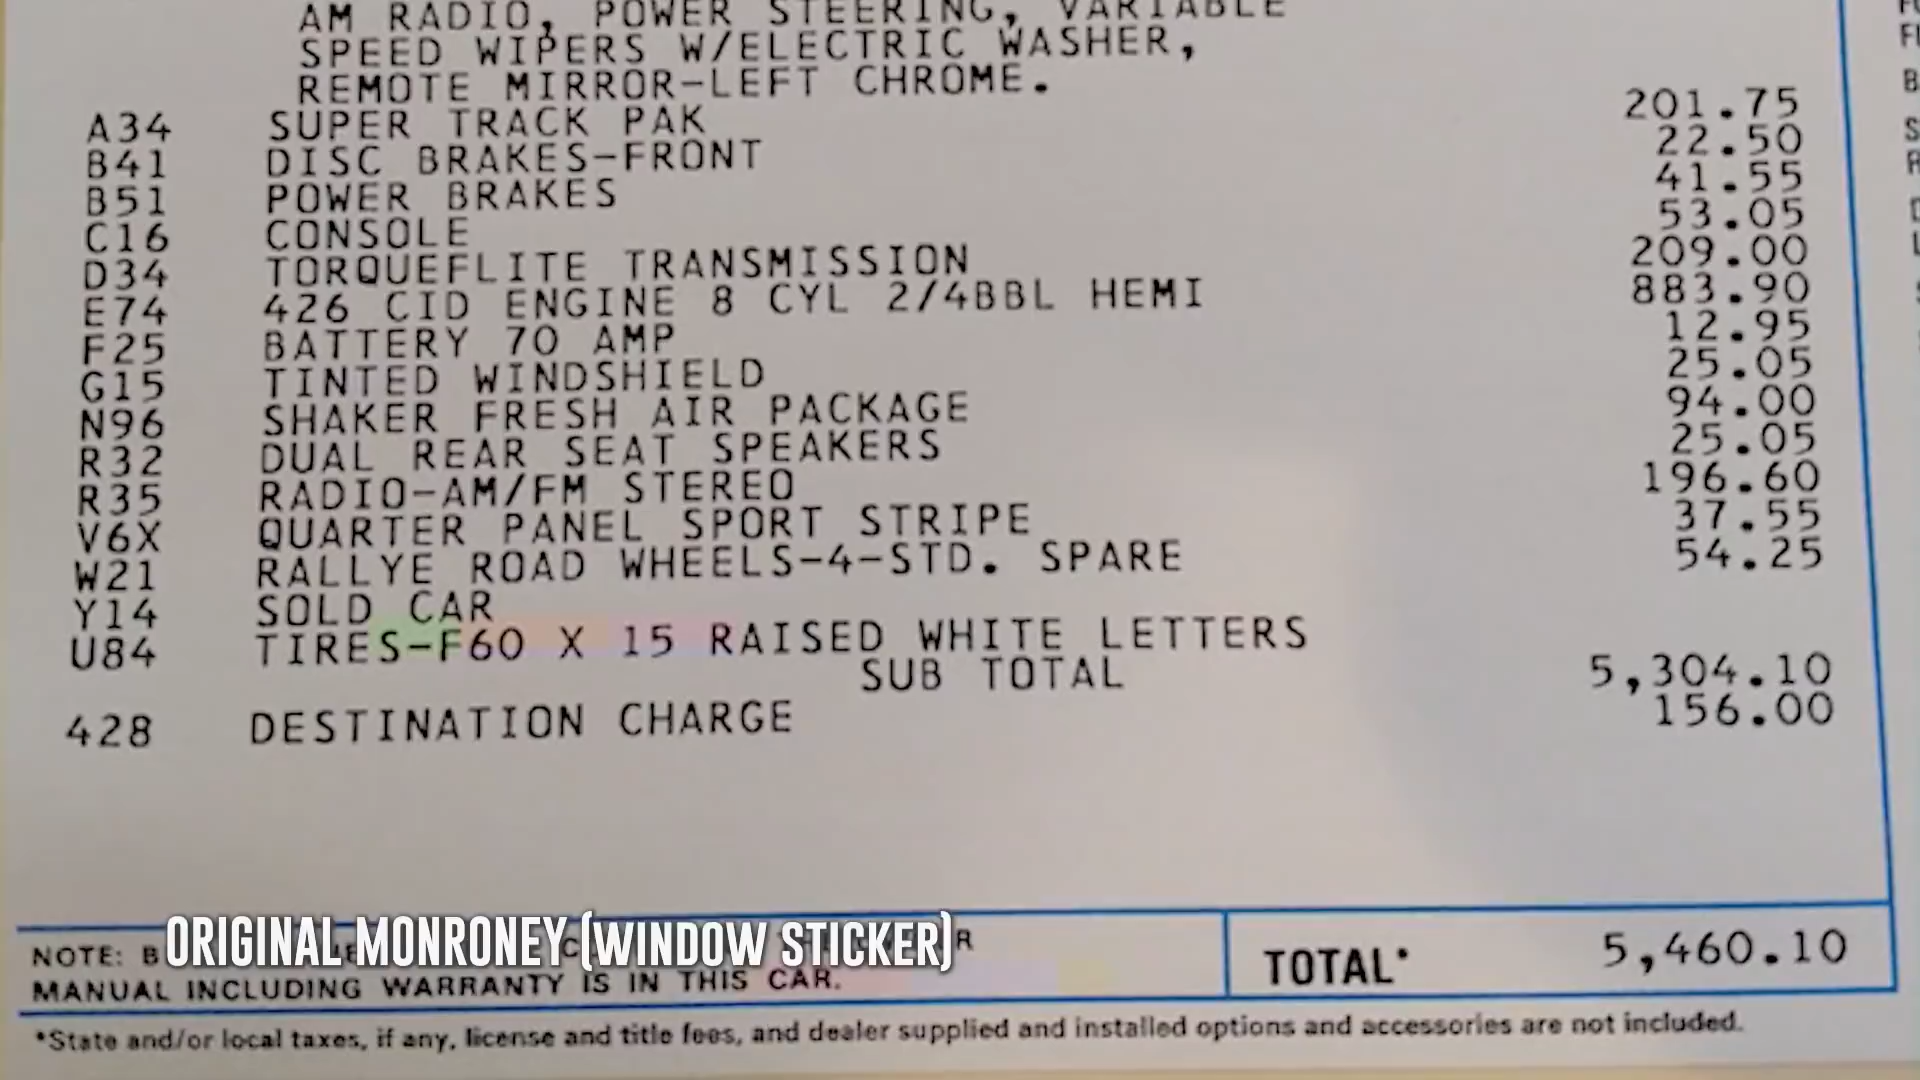 AM RADIO, POWER STEERING, VARIABLE
SPEED WIPERS W/ELECTRIC WASHER,
REMOTE MIRROR-LEFT CHROME.
A34 SUPER TRACK PAK 201.75
B41 DISC BRAKES-FRONT 22.50
B51 POWER BRAKES 41.55
C16 CONSOLE 53.05
D34 TORQUEFLITE TRANSMISSION 209.00
E74 426 CID ENGINE 8 CYL 2/4BBL HEMI 883.90
F25 BATTERY 70 AMP 12.95
G15 TINTED WINDSHIELD 25.05
N96 SHAKER FRESH AIR PACKAGE 94.00
R32 DUAL REAR SEAT SPEAKERS 25.05
R35 RADIO-AM/FM STEREO 196.60
V6X QUARTER PANEL SPORT STRIPE 37.55
W21 RALLYE ROAD WHEELS-4-STD. SPARE 54.25
Y14 SOLD CAR
U84 TIRES-F60 X 15 RAISED WHITE LETTERS
SUB TOTAL 5,304.10
428 DESTINATION CHARGE 156.00
ORIGINAL MONRONEY (WINDOW STICKER)
NOTE:
MANUAL INCLUDING WARRANTY IS IN THIS CAR.
TOTAL* 5,460.10
*State and/or local taxes, if any, license and title fees, and dealer supplied and installed options and accessories are not included.